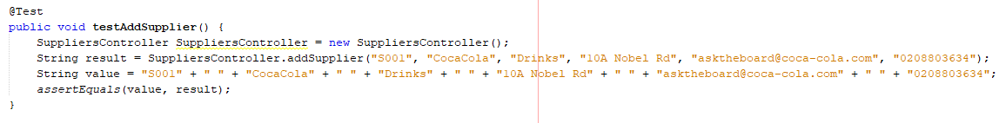 @Test
public void testAddSupplier() {
SuppliersController SuppliersController = new SuppliersController();
String result = SuppliersController.addSupplier("S001", "CocaCola", "Drinks", "10A Nobel Rd", "asktheboard@coca-cola.com", "0208803634");
String value = "S001" + " " + "CocaCola" + " " + "Drinks" + " " + "10A Nobel Rd" + " " + "asktheboard@coca-cola.com" + " " + "0208803634";
assertEquals(value, result);
}